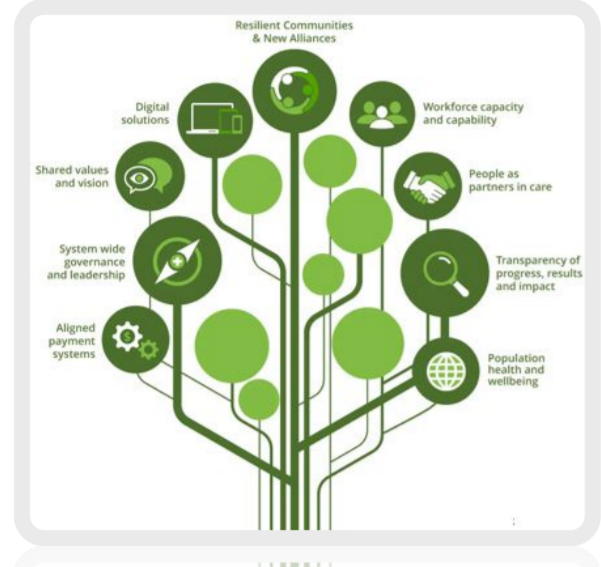 Resilient Communities
& New Alliances
Digital
solutions
Workforce capacity
and capability
Shared values
and vision
People as
partners in care
System wide
governance
and leadership
Transparency of
progress, results
and impact
Aligned
payment
systems
$
Population
health and
wellbeing